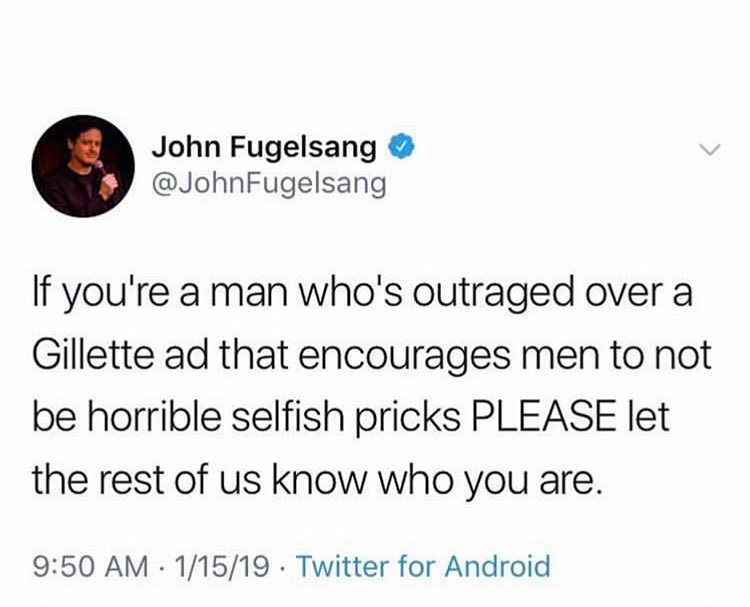 John Fugelsang
@JohnFugelsang
If you're a man who's outraged over a
Gillette ad that encourages men to not
be horrible selfish pricks PLEASE let
the rest of us know who you are.
9:50 AM · 1/15/19 · Twitter for Android